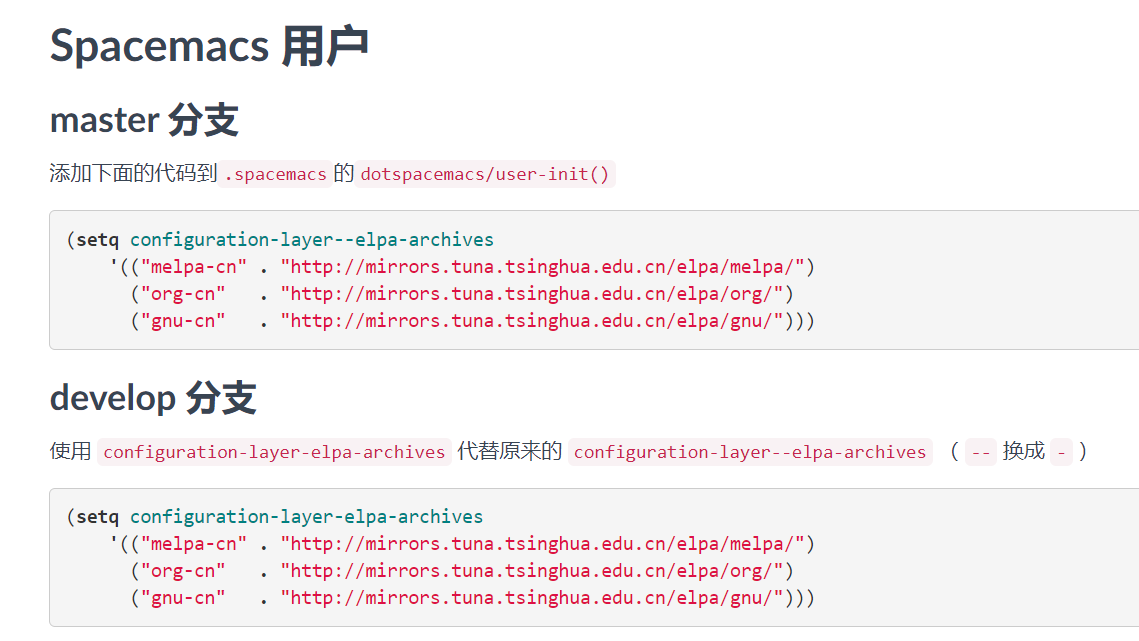 Spacemacs 用户
master 分支
添加下面的代码到 .spacemacs 的 dotspacemacs/user-init()
(setq configuration-layer--elpa-archives
    '(("melpa-cn" . "http://mirrors.tuna.tsinghua.edu.cn/elpa/melpa/")
      ("org-cn"   . "http://mirrors.tuna.tsinghua.edu.cn/elpa/org/")
      ("gnu-cn"   . "http://mirrors.tuna.tsinghua.edu.cn/elpa/gnu/")))
develop 分支
使用 configuration-layer-elpa-archives 代替原来的 configuration-layer--elpa-archives （ -- 换成 - ）
(setq configuration-layer-elpa-archives
    '(("melpa-cn" . "http://mirrors.tuna.tsinghua.edu.cn/elpa/melpa/")
      ("org-cn"   . "http://mirrors.tuna.tsinghua.edu.cn/elpa/org/")
      ("gnu-cn"   . "http://mirrors.tuna.tsinghua.edu.cn/elpa/gnu/")))